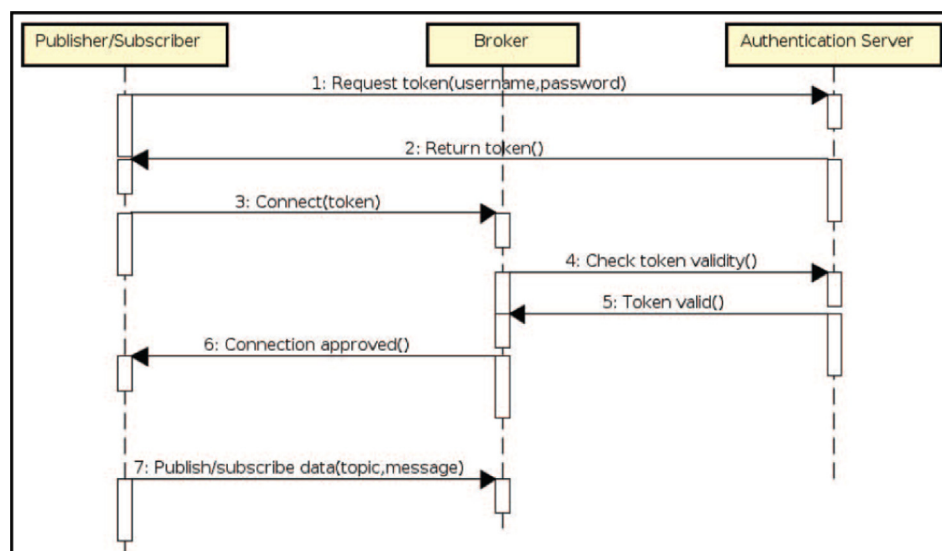 Publisher/Subscriber
Broker
Authentication Server
1: Request token(username,password)
2: Return token()
3: Connect(token)
4: Check token validity()
5: Token valid()
6: Connection approved()
7: Publish/subscribe data(topic,message)